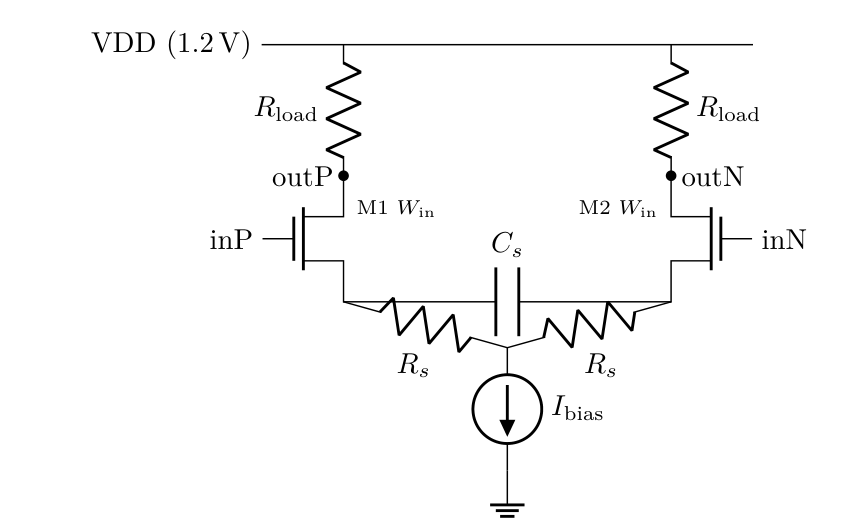 VDD (1.2 V)
R_load
R_load
outP
outN
M1 W_in
M2 W_in
inP
inN
C_s
R_s
R_s
I_bias